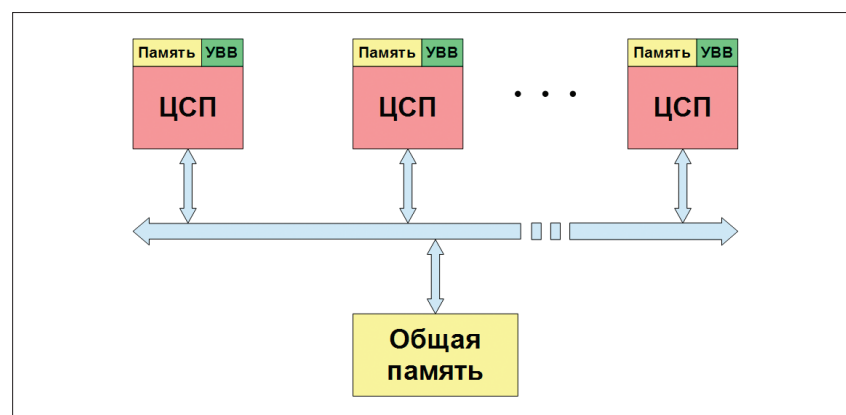 Память УВВ Память УВВ Память УВВ
ЦСП ЦСП . . . ЦСП
Общая
память